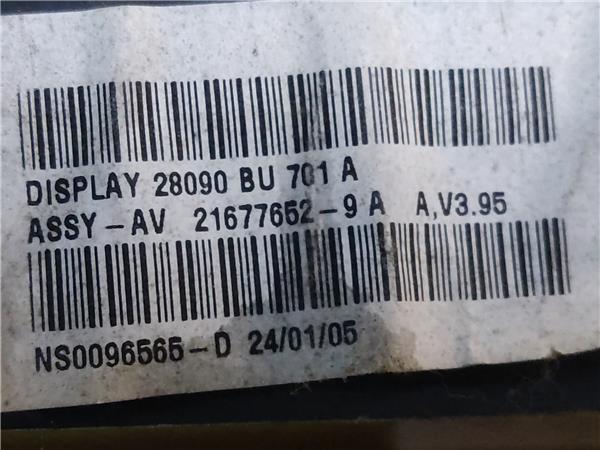 DISPLAY 28090 BU 701 A
ASSY-AV 21677652-9 A A,V3.95
NS0096565-D 24/01/05